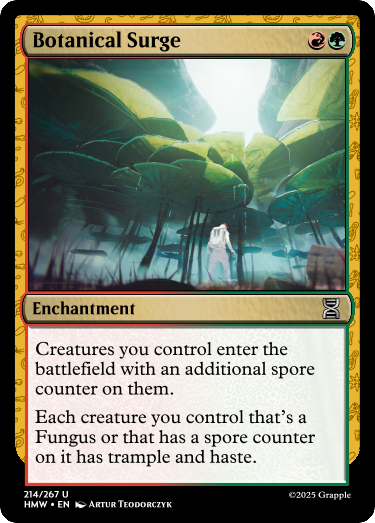 Botanical Surge
Enchantment
Creatures you control enter the
battlefield with an additional spore
counter on them.
Each creature you control that's a
Fungus or that has a spore counter
on it has trample and haste.
214/267 U
HMW • EN Artur Teodorczyk
©2025 Grapple